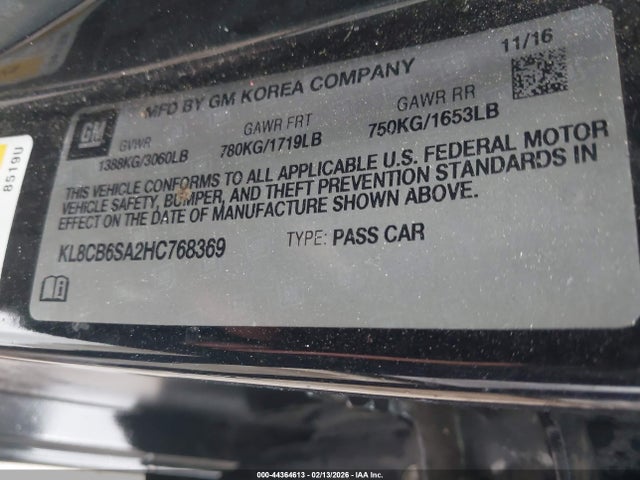 11/16
MFD BY GM KOREA COMPANY
GM
GVWR
1388KG/3060LB
GAWR FRT
780KG/1719LB
GAWR RR
750KG/1653LB
THIS VEHICLE CONFORMS TO ALL APPLICABLE U.S. FEDERAL MOTOR
VEHICLE SAFETY, BUMPER, AND THEFT PREVENTION STANDARDS IN
EFFECT ON THE DATE OF MANUFACTURE SHOWN ABOVE.
KL8CB6SA2HC768369
TYPE: PASS CAR
8519U
000-44364613 - 02/13/2026 - IAA Inc.